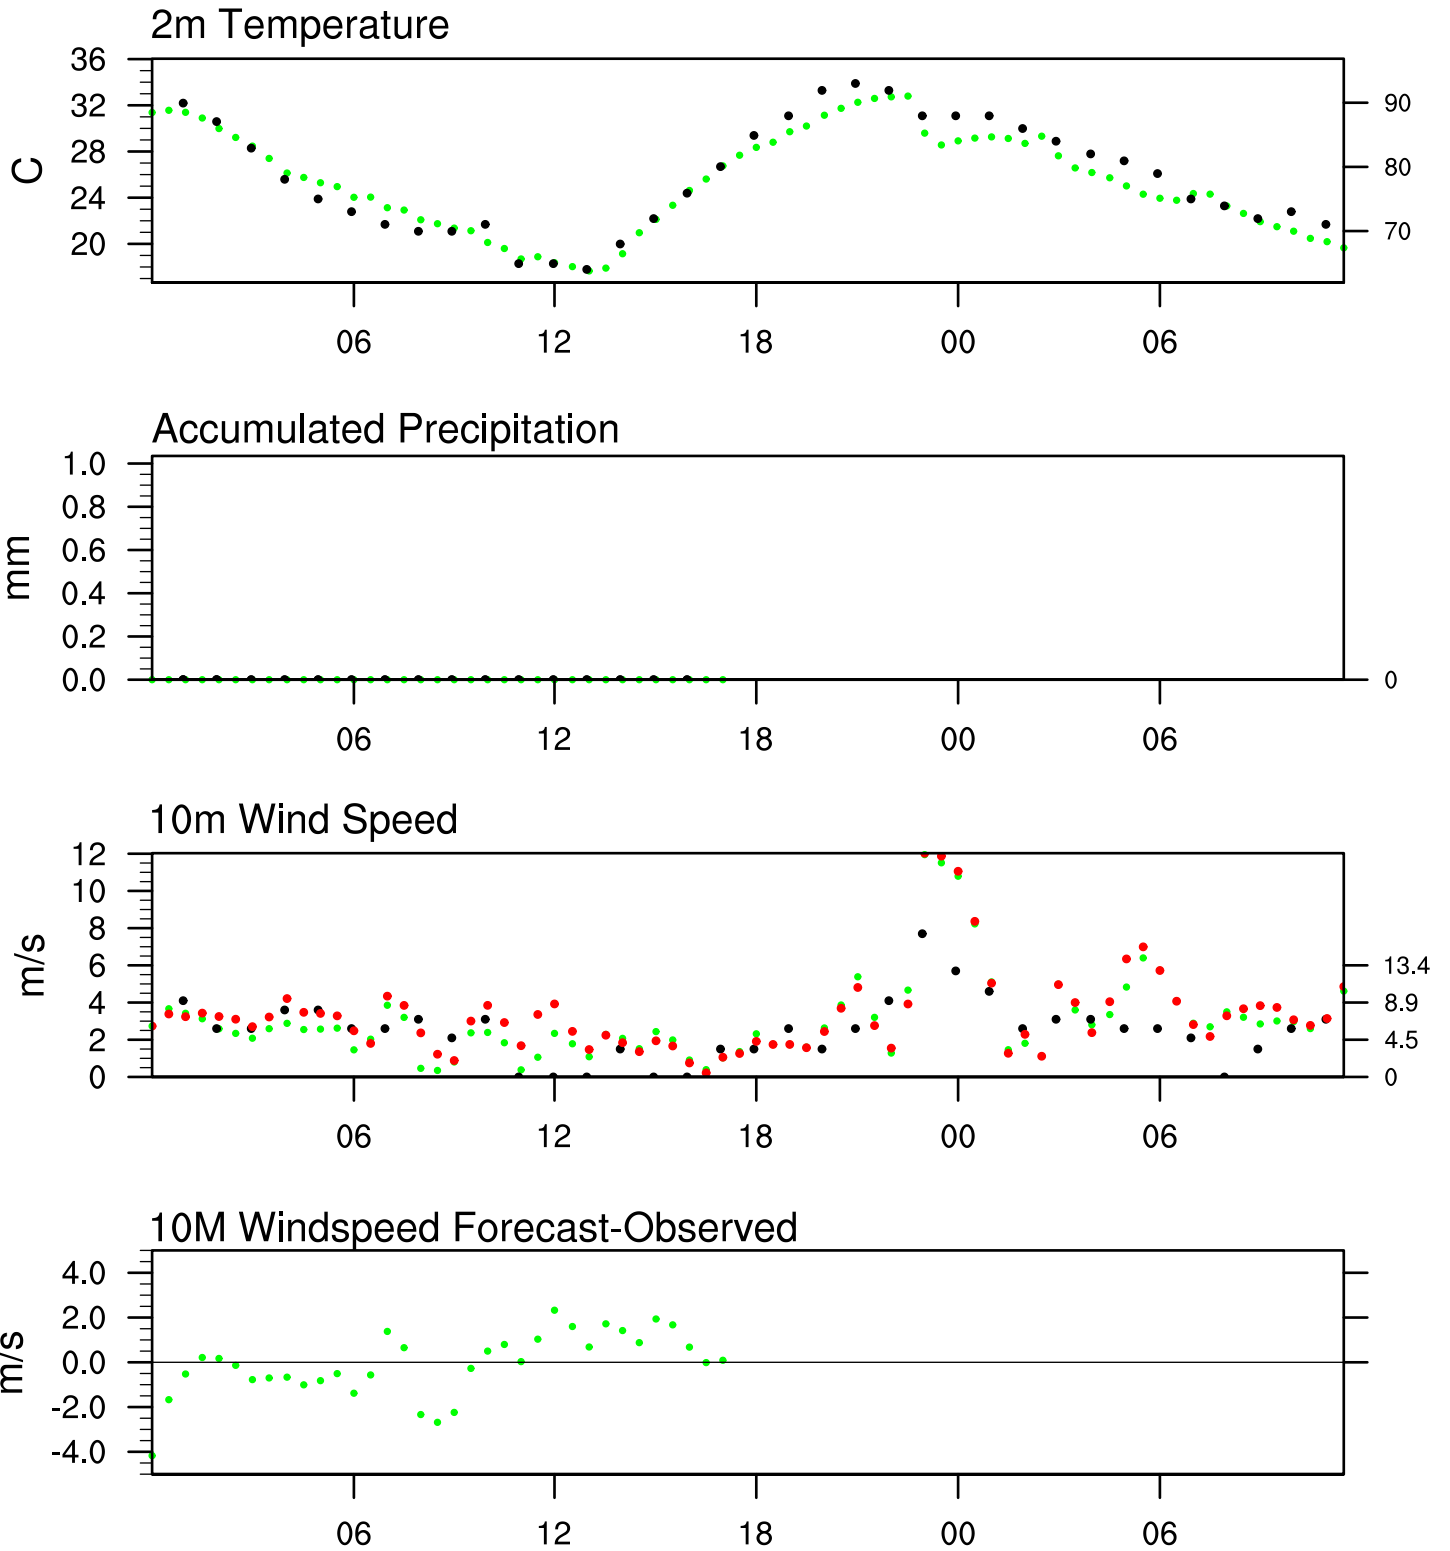 2m Temperature
36
32
28
24
20
C
90
80
70
06 12 18 00 06
Accumulated Precipitation
1.0
0.8
0.6
0.4
0.2
0.0
mm
0
06 12 18 00 06
10m Wind Speed
12
10
8
6
4
2
0
m/s
13.4
8.9
4.5
0
06 12 18 00 06
10M Windspeed Forecast-Observed
4.0
2.0
0.0
-2.0
-4.0
m/s
06 12 18 00 06